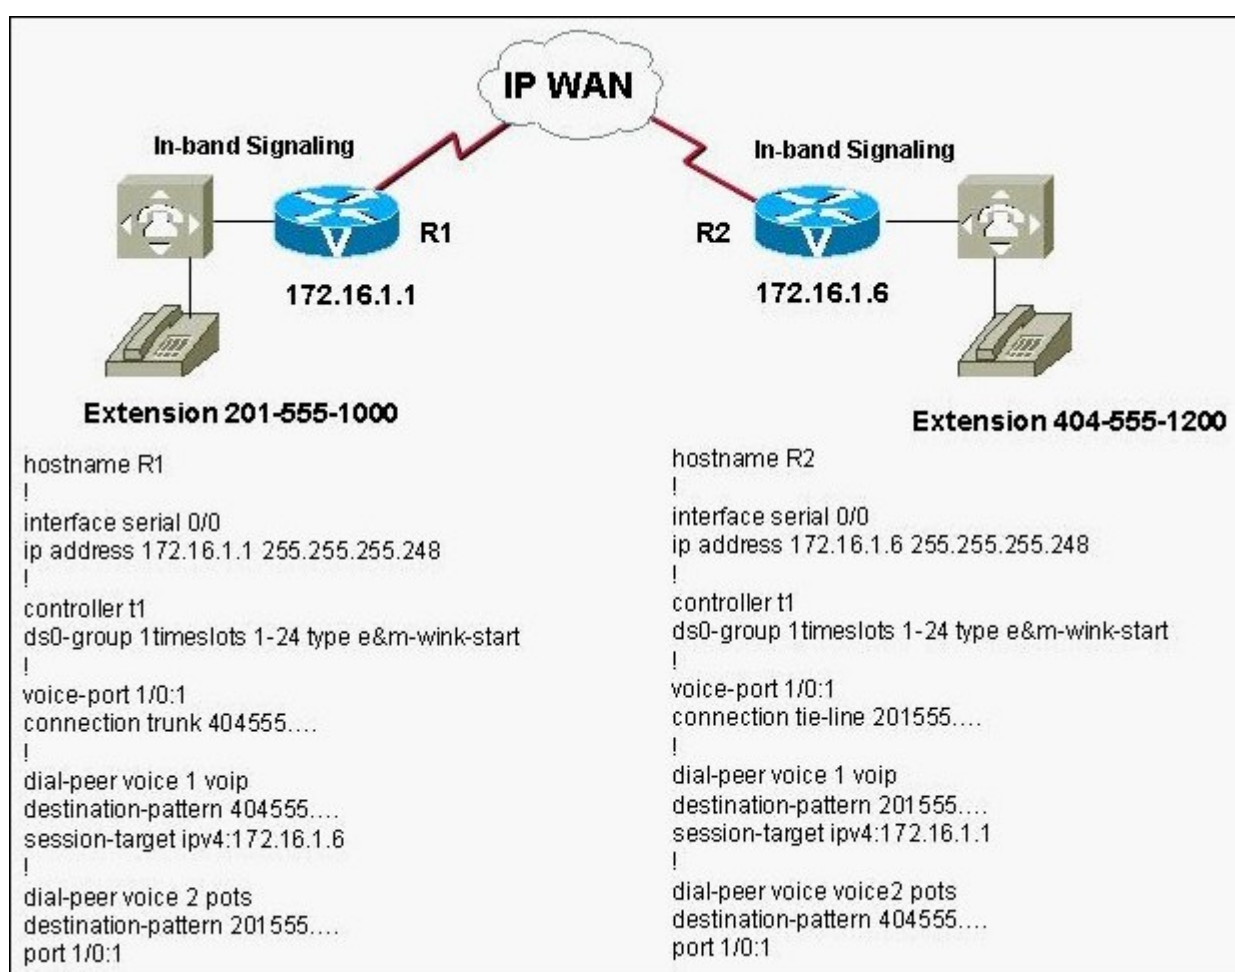 IP WAN
In-band Signaling
In-band Signaling
R1
R2
172.16.1.1
172.16.1.6
Extension 201-555-1000
Extension 404-555-1200
hostname R1
!
interface serial 0/0
ip address 172.16.1.1 255.255.255.248
!
controller t1
ds0-group 1timeslots 1-24 type e&m-wink-start
!
voice-port 1/0:1
connection trunk 404555....
!
dial-peer voice 1 voip
destination-pattern 404555....
session-target ipv4:172.16.1.6
!
dial-peer voice 2 pots
destination-pattern 201555....
port 1/0:1
hostname R2
!
interface serial 0/0
ip address 172.16.1.6 255.255.255.248
!
controller t1
ds0-group 1timeslots 1-24 type e&m-wink-start
!
voice-port 1/0:1
connection tie-line 201555....
!
dial-peer voice 1 voip
destination-pattern 201555....
session-target ipv4:172.16.1.1
!
dial-peer voice voice2 pots
destination-pattern 404555....
port 1/0:1